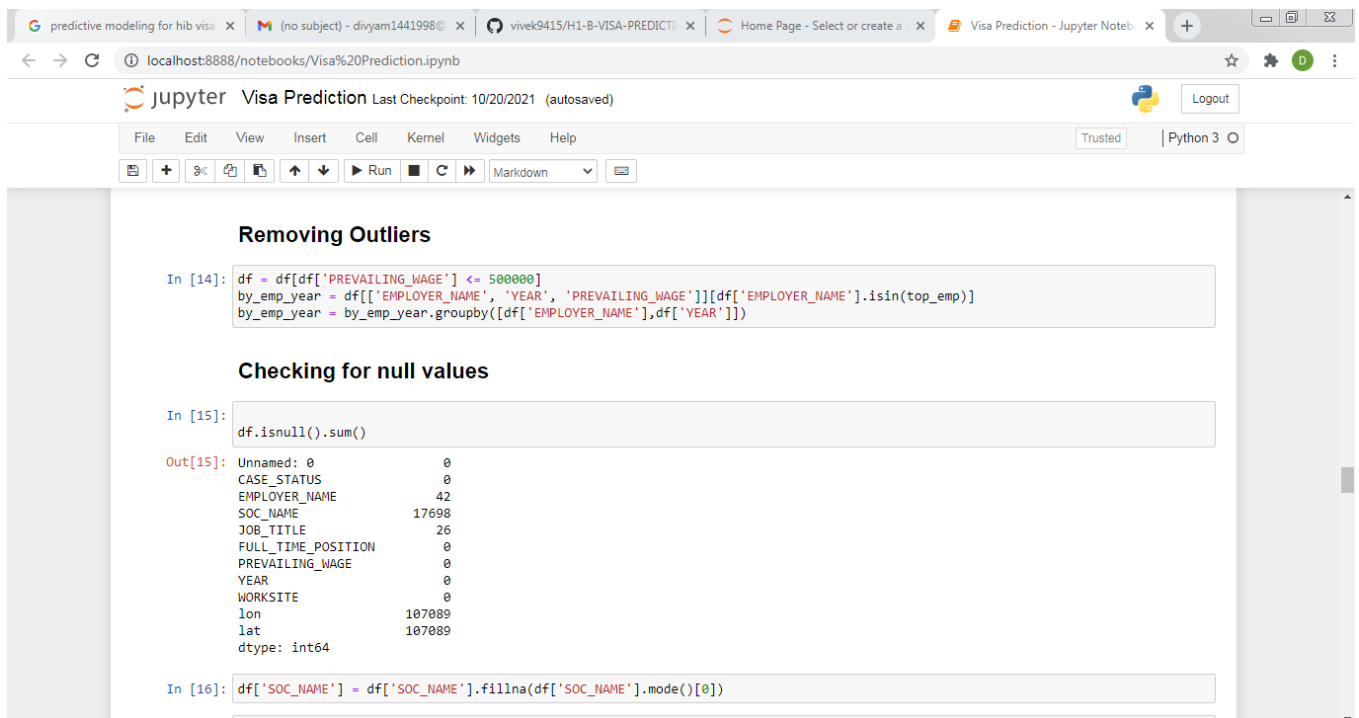 predictive modeling for hib visa
(no subject) - divyam1441998@
vivek9415/H1-B-VISA-PREDICTI
Home Page - Select or create a
Visa Prediction - Jupyter Noteb
localhost:8888/notebooks/Visa%20Prediction.ipynb
D
jupyter Visa Prediction Last Checkpoint: 10/20/2021 (autosaved)
Logout
File Edit View Insert Cell Kernel Widgets Help
Trusted
Python 3
Run
Markdown
Removing Outliers
In [14]: df = df[df['PREVAILING_WAGE'] <= 500000]
by_emp_year = df[['EMPLOYER_NAME', 'YEAR', 'PREVAILING_WAGE']][df['EMPLOYER_NAME'].isin(top_emp)]
by_emp_year = by_emp_year.groupby([df['EMPLOYER_NAME'],df['YEAR']])
Checking for null values
In [15]:
df.isnull().sum()
Out[15]: Unnamed: 0 0
CASE_STATUS 0
EMPLOYER_NAME 42
SOC_NAME 17698
JOB_TITLE 26
FULL_TIME_POSITION 0
PREVAILING_WAGE 0
YEAR 0
WORKSITE 0
lon 107089
lat 107089
dtype: int64
In [16]: df['SOC_NAME'] = df['SOC_NAME'].fillna(df['SOC_NAME'].mode()[0])